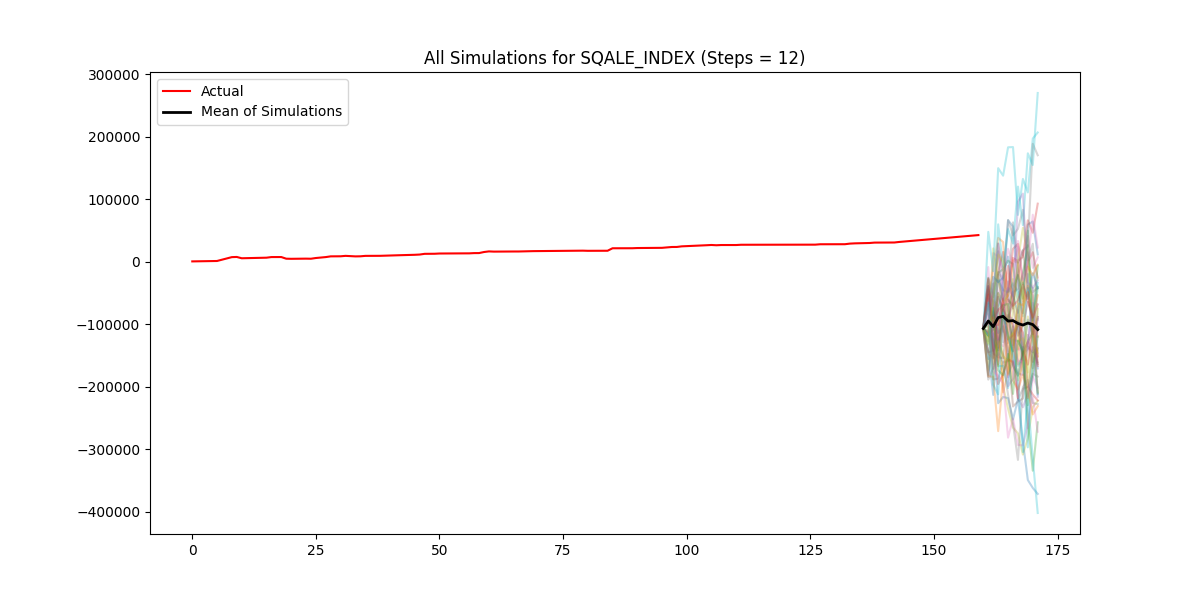 All Simulations for SQALE_INDEX (Steps = 12)
Actual
Mean of Simulations
300000
200000
100000
0
−100000
−200000
−300000
−400000
0 25 50 75 100 125 150 175